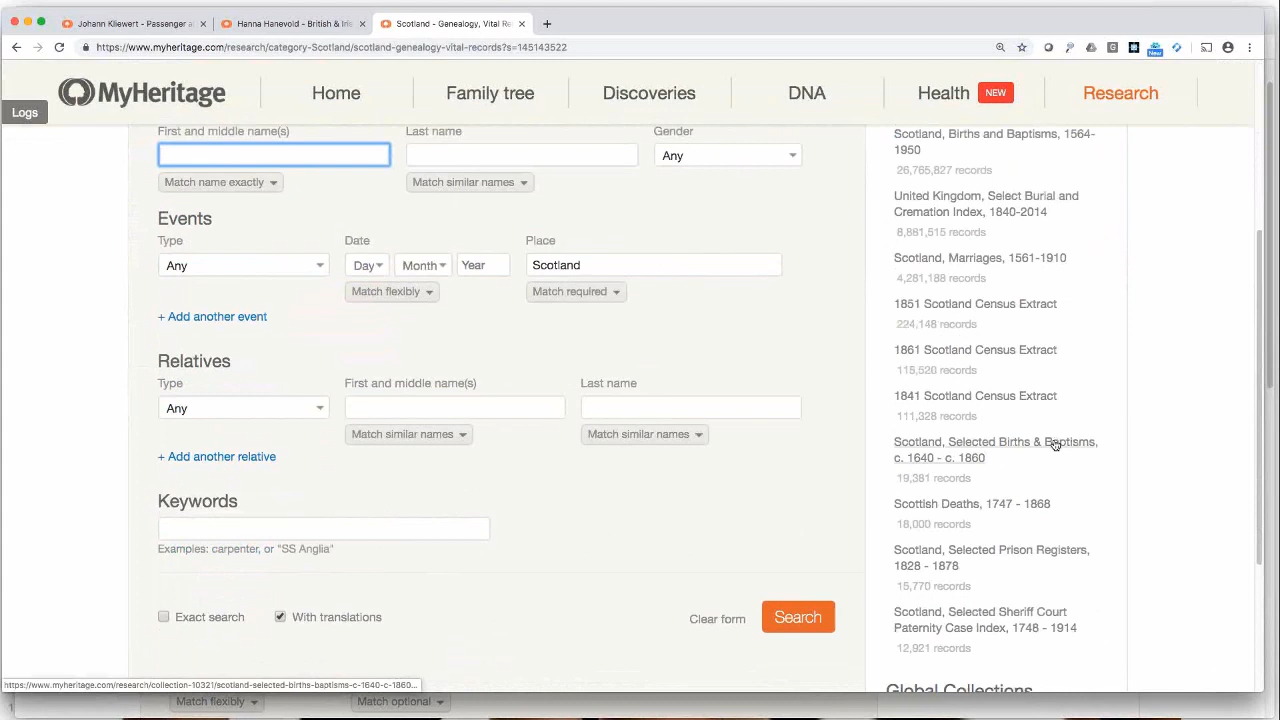 Johann Kliewert - Passenger a
Hanna Hanevold - British & Iri
Scotland - Genealogy, Vital Re
https://www.myheritage.com/research/category-Scotland/scotland-genealogy-vital-records?s=145143522
New
MyHeritage
Home
Family tree
Discoveries
DNA
Health NEW
Research
Logs
First and middle name(s)
Last name
Gender
Any
Match name exactly
Match similar names
Events
Type
Date
Place
Any
Day
Month
Year
Scotland
Match flexibly
Match required
+ Add another event
Relatives
Type
First and middle name(s)
Last name
Any
Match similar names
Match similar names
+ Add another relative
Keywords
Examples: carpenter, or "SS Anglia"
Exact search
With translations
Clear form
Search
Scotland, Births and Baptisms, 1564-
1950
26,765,827 records
United Kingdom, Select Burial and
Cremation Index, 1840-2014
8,881,515 records
Scotland, Marriages, 1561-1910
4,281,188 records
1851 Scotland Census Extract
224,148 records
1861 Scotland Census Extract
115,520 records
1841 Scotland Census Extract
111,328 records
Scotland, Selected Births & Baptisms,
c. 1640 - c. 1860
19,381 records
Scottish Deaths, 1747 - 1868
18,000 records
Scotland, Selected Prison Registers,
1828 - 1878
15,770 records
Scotland, Selected Sheriff Court
Paternity Case Index, 1748 - 1914
12,921 records
Global Collections
https://www.myheritage.com/research/collection-10321/scotland-selected-births-baptisms-c-1640-c-1860...
Match flexibly
Match optional